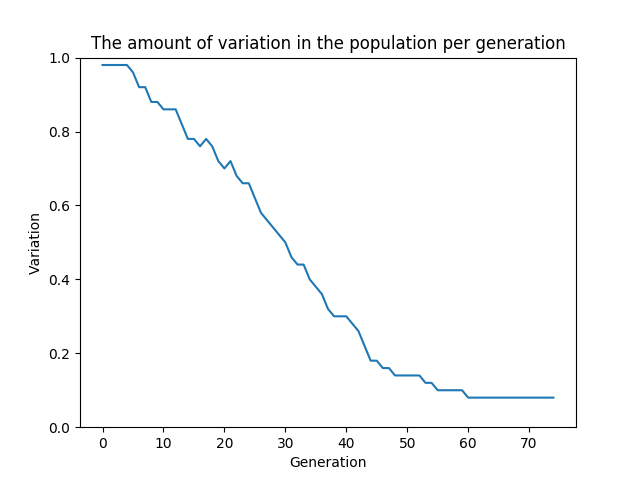 The amount of variation in the population per generation
1.0
0.8
0.6
0.4
0.2
0.0
Variation
0 10 20 30 40 50 60 70
Generation